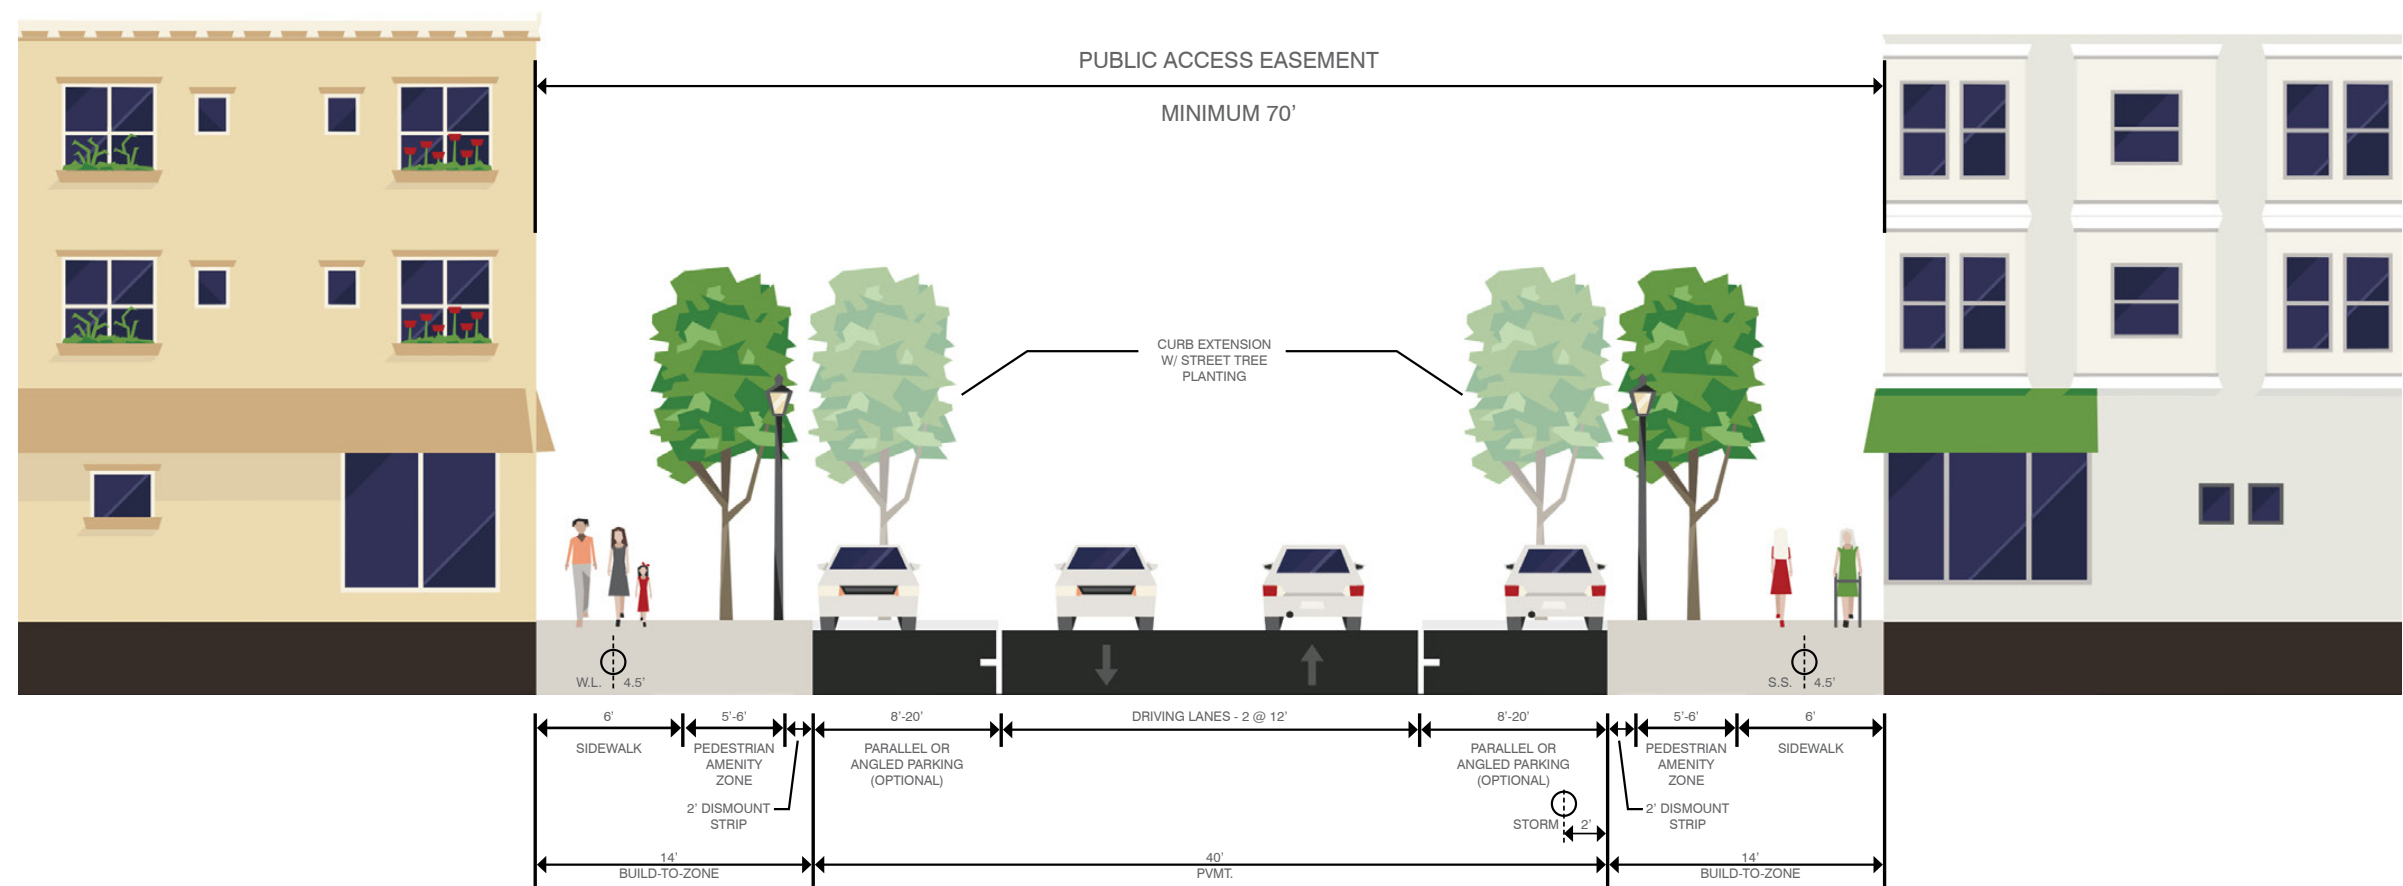 PUBLIC ACCESS EASEMENT
MINIMUM 70’
CURB EXTENSION
W/ STREET TREE
PLANTING
W.L. 4.5’
S.S. 4.5’
6’
5’-6’
8’-20’
DRIVING LANES - 2 @ 12’
8’-20’
5’-6’
6’
SIDEWALK
PEDESTRIAN
AMENITY
ZONE
PARALLEL OR
ANGLED PARKING
(OPTIONAL)
PARALLEL OR
ANGLED PARKING
(OPTIONAL)
PEDESTRIAN
AMENITY
ZONE
SIDEWALK
2’ DISMOUNT
STRIP
STORM 2’
2’ DISMOUNT
STRIP
14’
BUILD-TO-ZONE
40’
PVMT.
14’
BUILD-TO-ZONE